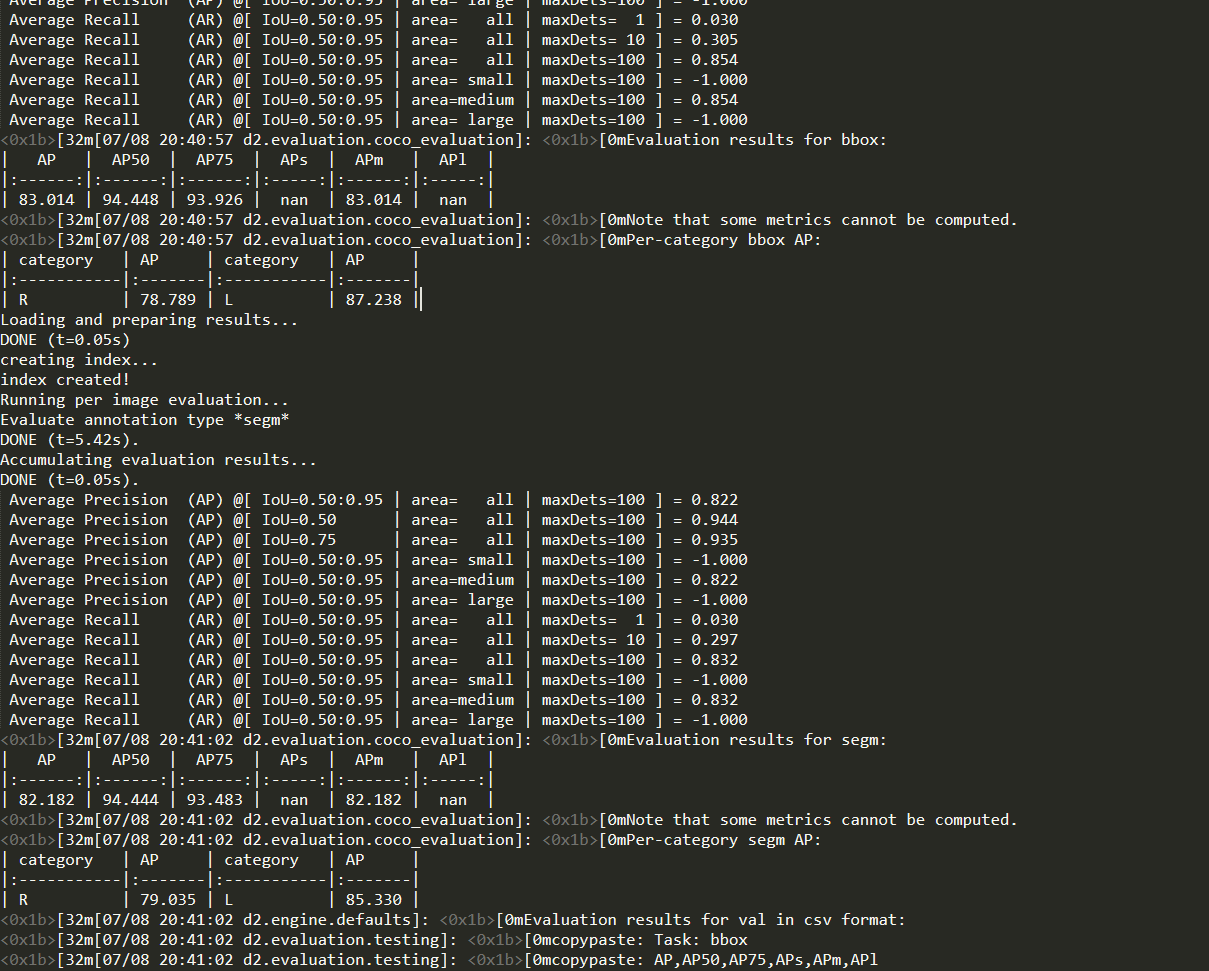 Average Precision  (AP) @[ IoU=0.50:0.95 | area= large | maxDets=100 ] = -1.000
 Average Recall     (AR) @[ IoU=0.50:0.95 | area=   all | maxDets=  1 ] = 0.030
 Average Recall     (AR) @[ IoU=0.50:0.95 | area=   all | maxDets= 10 ] = 0.305
 Average Recall     (AR) @[ IoU=0.50:0.95 | area=   all | maxDets=100 ] = 0.854
 Average Recall     (AR) @[ IoU=0.50:0.95 | area= small | maxDets=100 ] = -1.000
 Average Recall     (AR) @[ IoU=0.50:0.95 | area=medium | maxDets=100 ] = 0.854
 Average Recall     (AR) @[ IoU=0.50:0.95 | area= large | maxDets=100 ] = -1.000
<0x1b>[32m[07/08 20:40:57 d2.evaluation.coco_evaluation]: <0x1b>[0mEvaluation results for bbox:
|   AP   |  AP50  |  AP75  |  APs  |  APm   |  APl  |
|:------:|:------:|:------:|:-----:|:------:|:-----:|
| 83.014 | 94.448 | 93.926 |  nan  | 83.014 |  nan  |
<0x1b>[32m[07/08 20:40:57 d2.evaluation.coco_evaluation]: <0x1b>[0mNote that some metrics cannot be computed.
<0x1b>[32m[07/08 20:40:57 d2.evaluation.coco_evaluation]: <0x1b>[0mPer-category bbox AP:
| category   | AP     | category   | AP     |
|:-----------|:-------|:-----------|:-------|
| R          | 78.789 | L          | 87.238 |
Loading and preparing results...
DONE (t=0.05s)
creating index...
index created!
Running per image evaluation...
Evaluate annotation type *segm*
DONE (t=5.42s).
Accumulating evaluation results...
DONE (t=0.05s).
 Average Precision  (AP) @[ IoU=0.50:0.95 | area=   all | maxDets=100 ] = 0.822
 Average Precision  (AP) @[ IoU=0.50      | area=   all | maxDets=100 ] = 0.944
 Average Precision  (AP) @[ IoU=0.75      | area=   all | maxDets=100 ] = 0.935
 Average Precision  (AP) @[ IoU=0.50:0.95 | area= small | maxDets=100 ] = -1.000
 Average Precision  (AP) @[ IoU=0.50:0.95 | area=medium | maxDets=100 ] = 0.822
 Average Precision  (AP) @[ IoU=0.50:0.95 | area= large | maxDets=100 ] = -1.000
 Average Recall     (AR) @[ IoU=0.50:0.95 | area=   all | maxDets=  1 ] = 0.030
 Average Recall     (AR) @[ IoU=0.50:0.95 | area=   all | maxDets= 10 ] = 0.297
 Average Recall     (AR) @[ IoU=0.50:0.95 | area=   all | maxDets=100 ] = 0.832
 Average Recall     (AR) @[ IoU=0.50:0.95 | area= small | maxDets=100 ] = -1.000
 Average Recall     (AR) @[ IoU=0.50:0.95 | area=medium | maxDets=100 ] = 0.832
 Average Recall     (AR) @[ IoU=0.50:0.95 | area= large | maxDets=100 ] = -1.000
<0x1b>[32m[07/08 20:41:02 d2.evaluation.coco_evaluation]: <0x1b>[0mEvaluation results for segm:
|   AP   |  AP50  |  AP75  |  APs  |  APm   |  APl  |
|:------:|:------:|:------:|:-----:|:------:|:-----:|
| 82.182 | 94.444 | 93.483 |  nan  | 82.182 |  nan  |
<0x1b>[32m[07/08 20:41:02 d2.evaluation.coco_evaluation]: <0x1b>[0mNote that some metrics cannot be computed.
<0x1b>[32m[07/08 20:41:02 d2.evaluation.coco_evaluation]: <0x1b>[0mPer-category segm AP:
| category   | AP     | category   | AP     |
|:-----------|:-------|:-----------|:-------|
| R          | 79.035 | L          | 85.330 |
<0x1b>[32m[07/08 20:41:02 d2.engine.defaults]: <0x1b>[0mEvaluation results for val in csv format:
<0x1b>[32m[07/08 20:41:02 d2.evaluation.testing]: <0x1b>[0mcopypaste: Task: bbox
<0x1b>[32m[07/08 20:41:02 d2.evaluation.testing]: <0x1b>[0mcopypaste: AP,AP50,AP75,APs,APm,APl